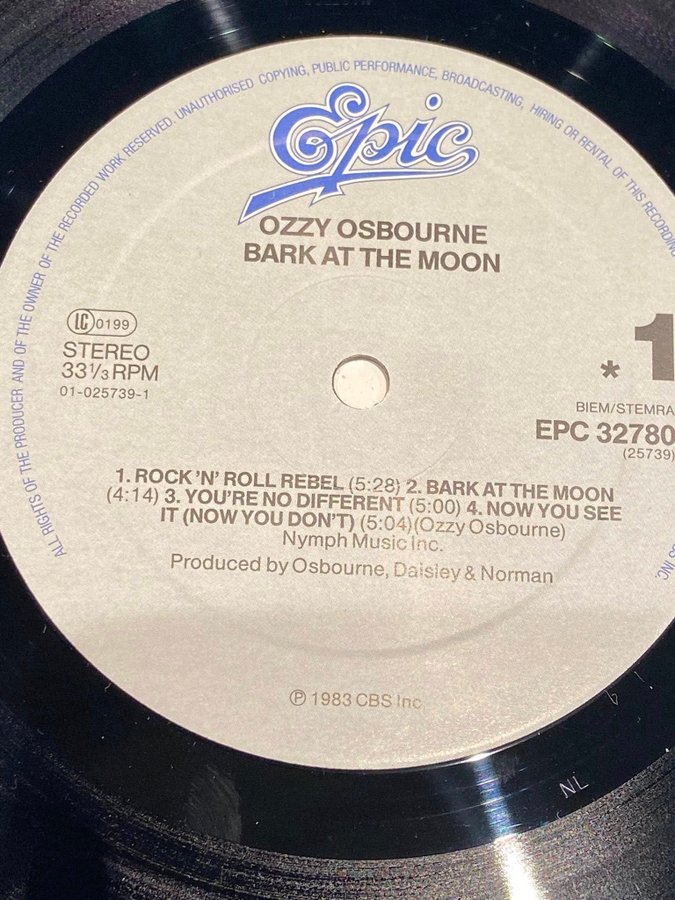 ALL RIGHTS OF THE PRODUCER AND OF THE OWNER OF THE RECORDED WORK RESERVED. UNAUTHORISED COPYING, PUBLIC PERFORMANCE, BROADCASTING, HIRING OR RENTAL OF THIS RECORDING
Epic
OZZY OSBOURNE
BARK AT THE MOON
LC 0199
STEREO
33 1/3 RPM
01-025739-1
* 1
BIEM/STEMRA
EPC 32780
(25739)
1. ROCK 'N' ROLL REBEL (5:28) 2. BARK AT THE MOON
(4:14) 3. YOU'RE NO DIFFERENT (5:00) 4. NOW YOU SEE
IT (NOW YOU DON'T) (5:04) (Ozzy Osbourne)
Nymph Music Inc.
Produced by Osbourne, Daisley & Norman
℗ 1983 CBS Inc.
INC.
NL